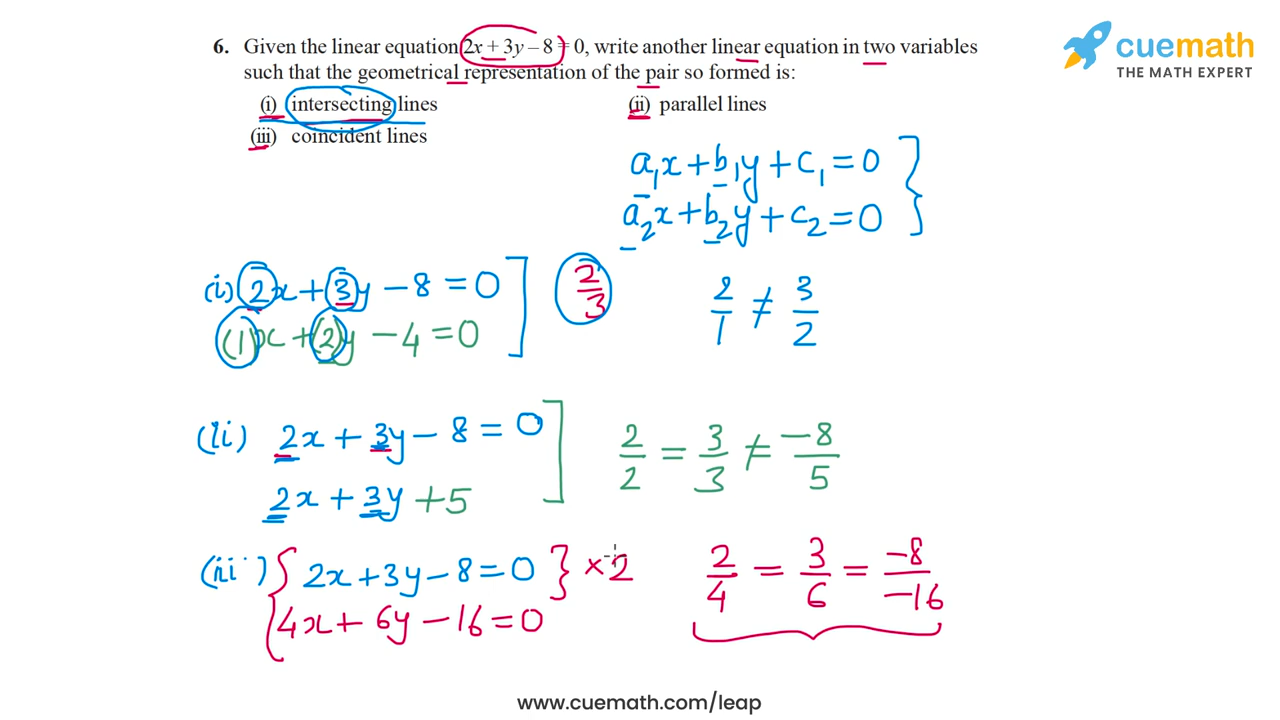 6. Given the linear equation 2x + 3y – 8 = 0, write another linear equation in two variables
such that the geometrical representation of the pair so formed is:
(i) intersecting lines (ii) parallel lines
(iii) coincident lines
cuemath
THE MATH EXPERT
a₁x + b₁y + c₁ = 0
a₂x + b₂y + c₂ = 0
(i) 2x + 3y - 8 = 0 2/3 2/1 ≠ 3/2
(1)x + (2)y - 4 = 0
(ii) 2x + 3y - 8 = 0 2/2 = 3/3 ≠ -8/5
2x + 3y + 5
(iii) { 2x + 3y - 8 = 0 } × 2 2/4 = 3/6 = -8/-16
4x + 6y - 16 = 0
www.cuemath.com/leap